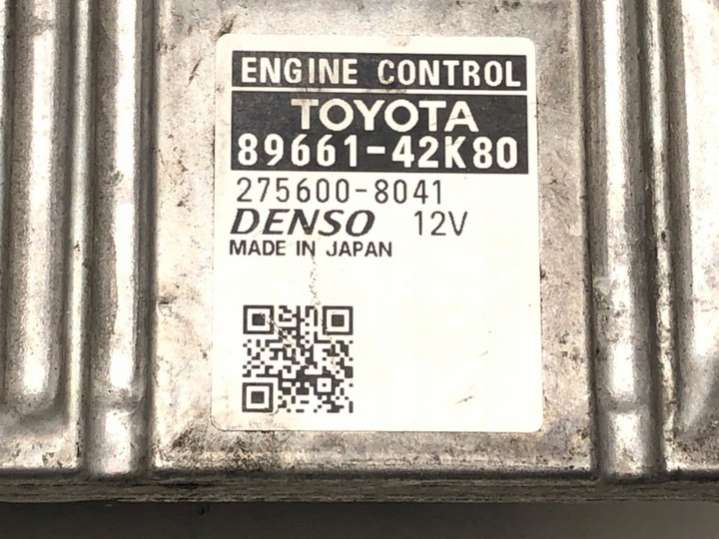 ENGINE CONTROL
TOYOTA
89661-42K80
275600-8041
DENSO 12V
MADE IN JAPAN